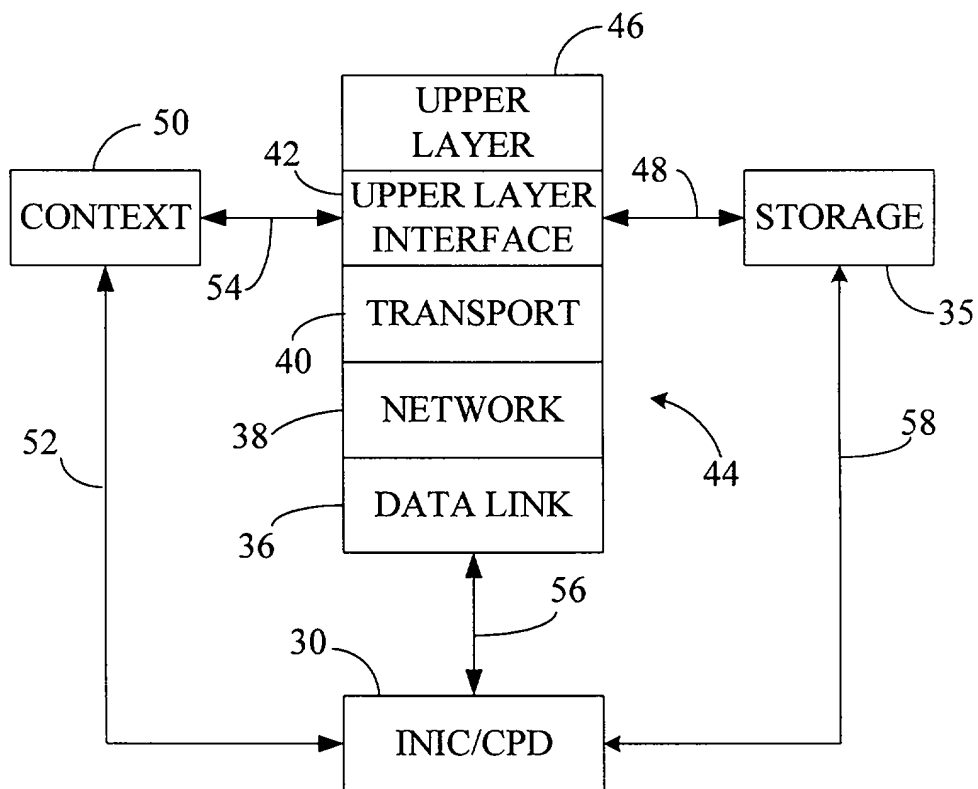 46
UPPER
LAYER
50
42
48
CONTEXT
UPPER LAYER
INTERFACE
STORAGE
54
35
TRANSPORT
40
NETWORK
38
52
44
58
DATA LINK
36
56
30
INIC/CPD